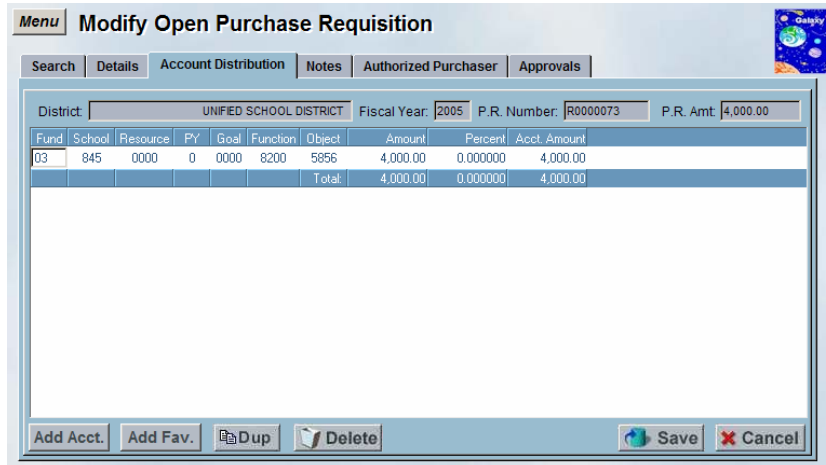 Menu Modify Open Purchase Requisition
Galaxy
Search Details Account Distribution Notes Authorized Purchaser Approvals
District: UNIFIED SCHOOL DISTRICT Fiscal Year: 2005 P.R. Number: R0000073 P.R. Amt: 4,000.00
Fund School Resource PY Goal Function Object Amount Percent Acct. Amount
03 845 0000 0 0000 8200 5856 4,000.00 0.000000 4,000.00
Total: 4,000.00 0.000000 4,000.00
Add Acct. Add Fav. Dup Delete Save Cancel